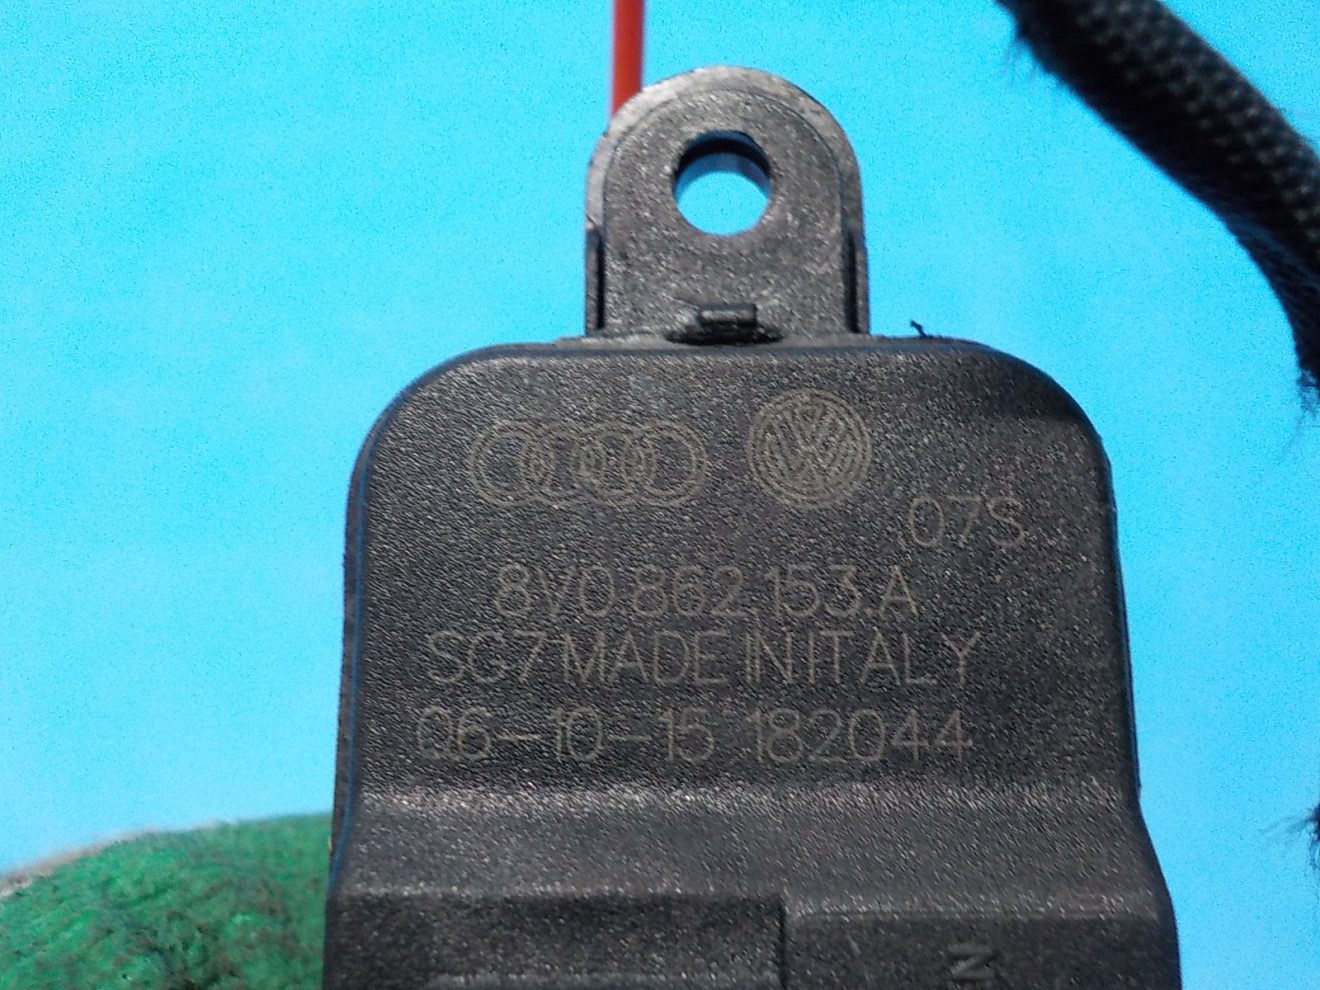 07S
8V0 862 153 A
SG7 MADE IN ITALY
06-10-15 182044
N